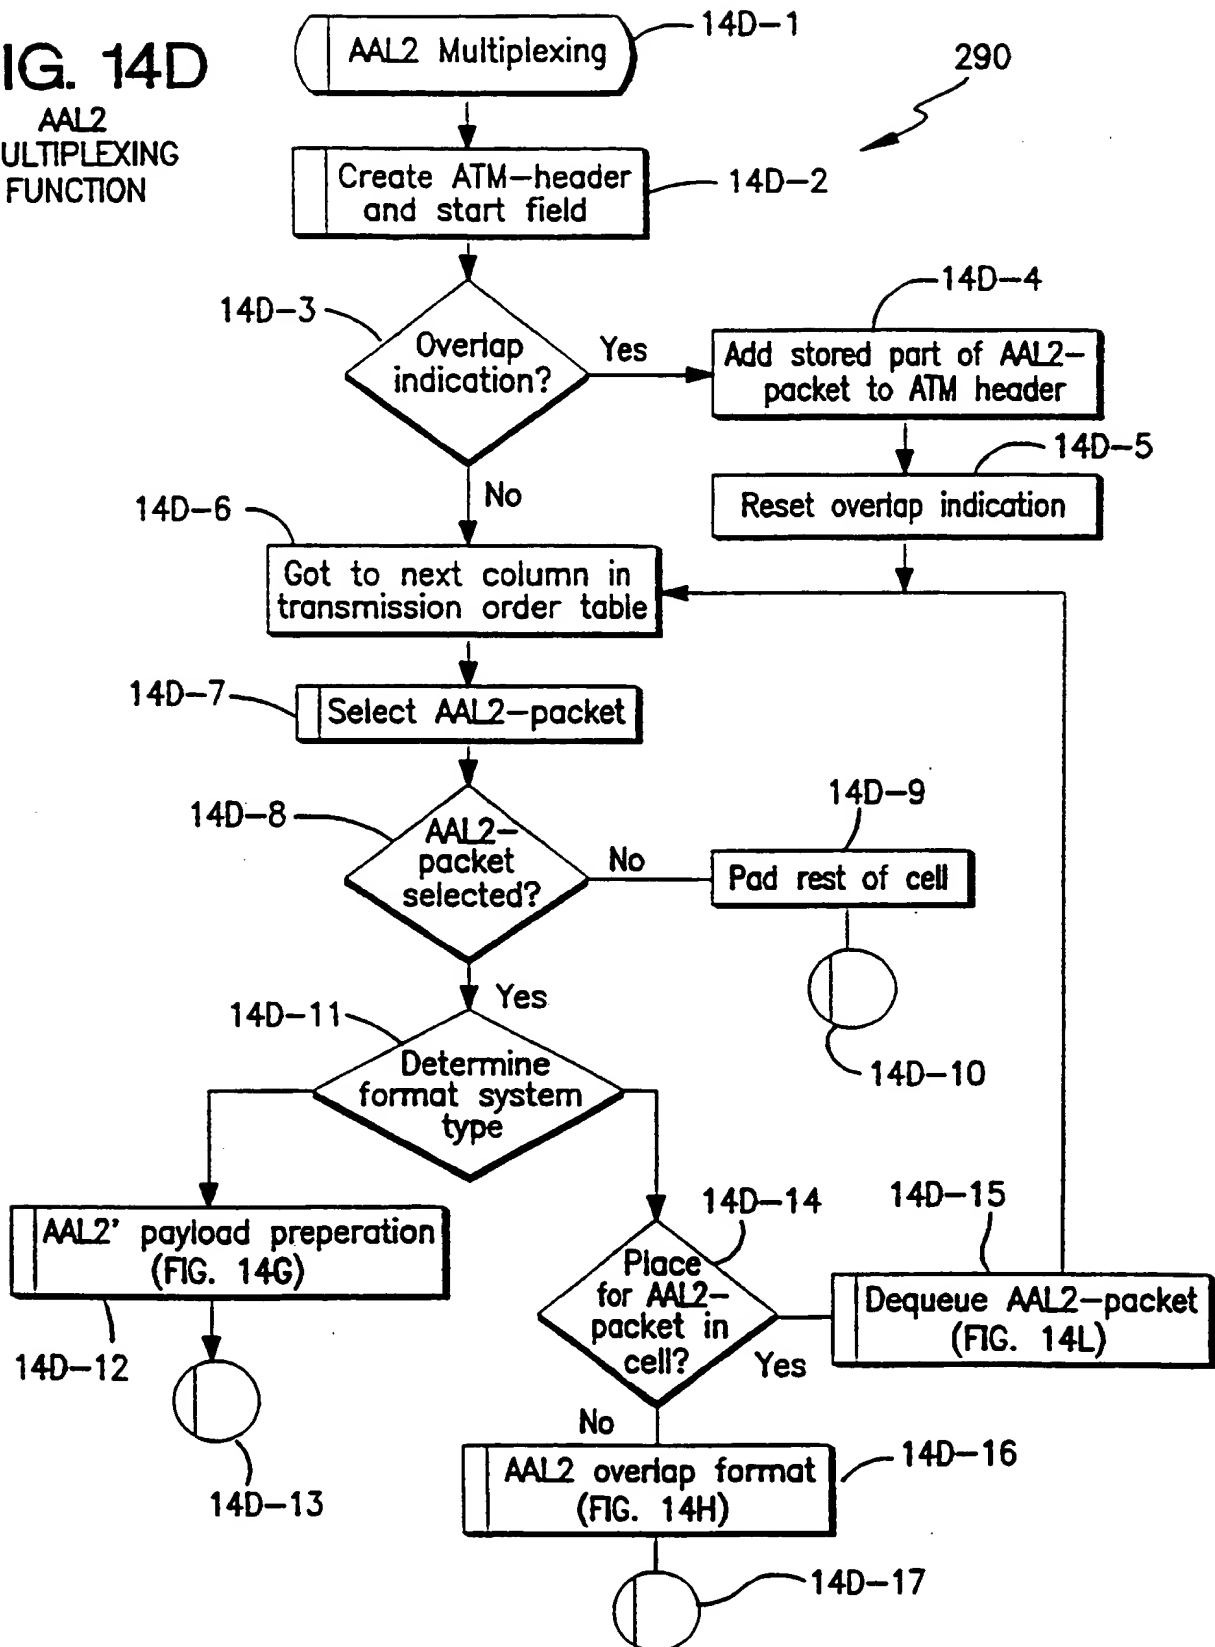 IG. 14D
AAL2
ULTIPLEXING
FUNCTION
AAL2 Multiplexing
14D-1
290
Create ATM-header
and start field
14D-2
14D-3
Overlap
indication?
Yes
14D-4
Add stored part of AAL2-
packet to ATM header
14D-5
Reset overlap indication
No
14D-6
Got to next column in
transmission order table
14D-7
Select AAL2-packet
14D-8
AAL2-
packet
selected?
No
14D-9
Pad rest of cell
14D-10
Yes
14D-11
Determine
format system
type
AAL2' payload preperation
(FIG. 14G)
14D-12
14D-13
14D-14
Place
for AAL2-
packet in
cell?
Yes
14D-15
Dequeue AAL2-packet
(FIG. 14L)
No
AAL2 overlap format
(FIG. 14H)
14D-16
14D-17